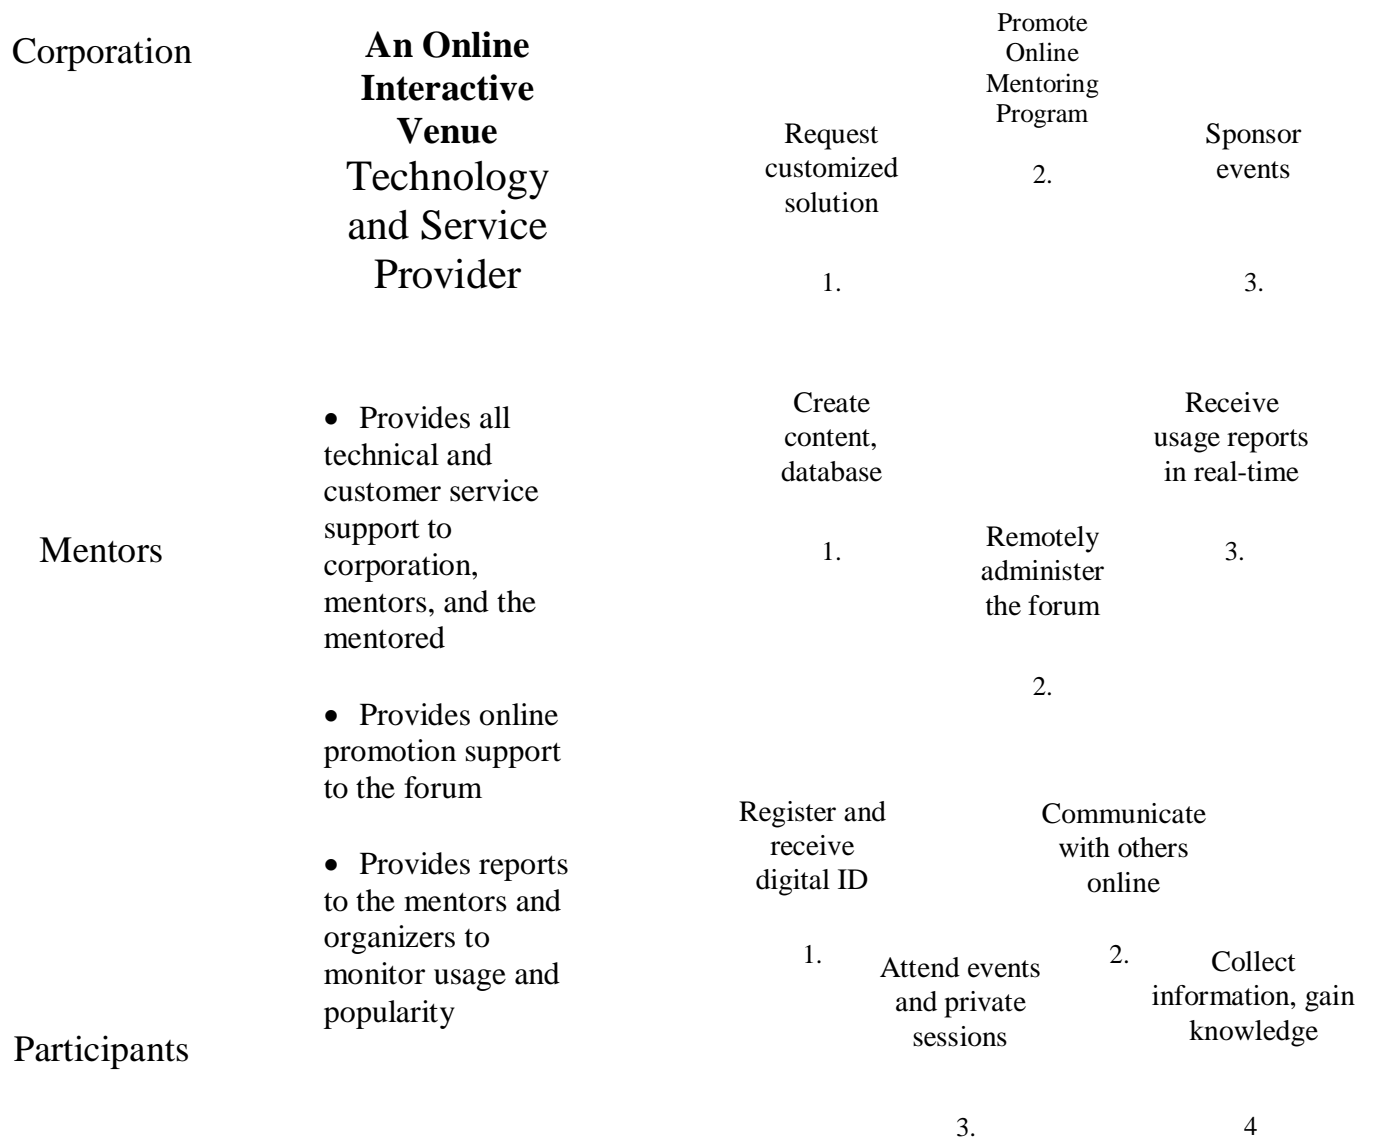 Corporation
An Online
Interactive
Venue
Technology
and Service
Provider
Promote
Online
Mentoring
Program
2.
Request
customized
solution
1.
Sponsor
events
3.
Mentors
• Provides all
technical and
customer service
support to
corporation,
mentors, and the
mentored
• Provides online
promotion support
to the forum
• Provides reports
to the mentors and
organizers to
monitor usage and
popularity
Create
content,
database
1.
Remotely
administer
the forum
2.
Receive
usage reports
in real-time
3.
Participants
Register and
receive
digital ID
1.
Communicate
with others
online
2.
Attend events
and private
sessions
3.
Collect
information, gain
knowledge
4